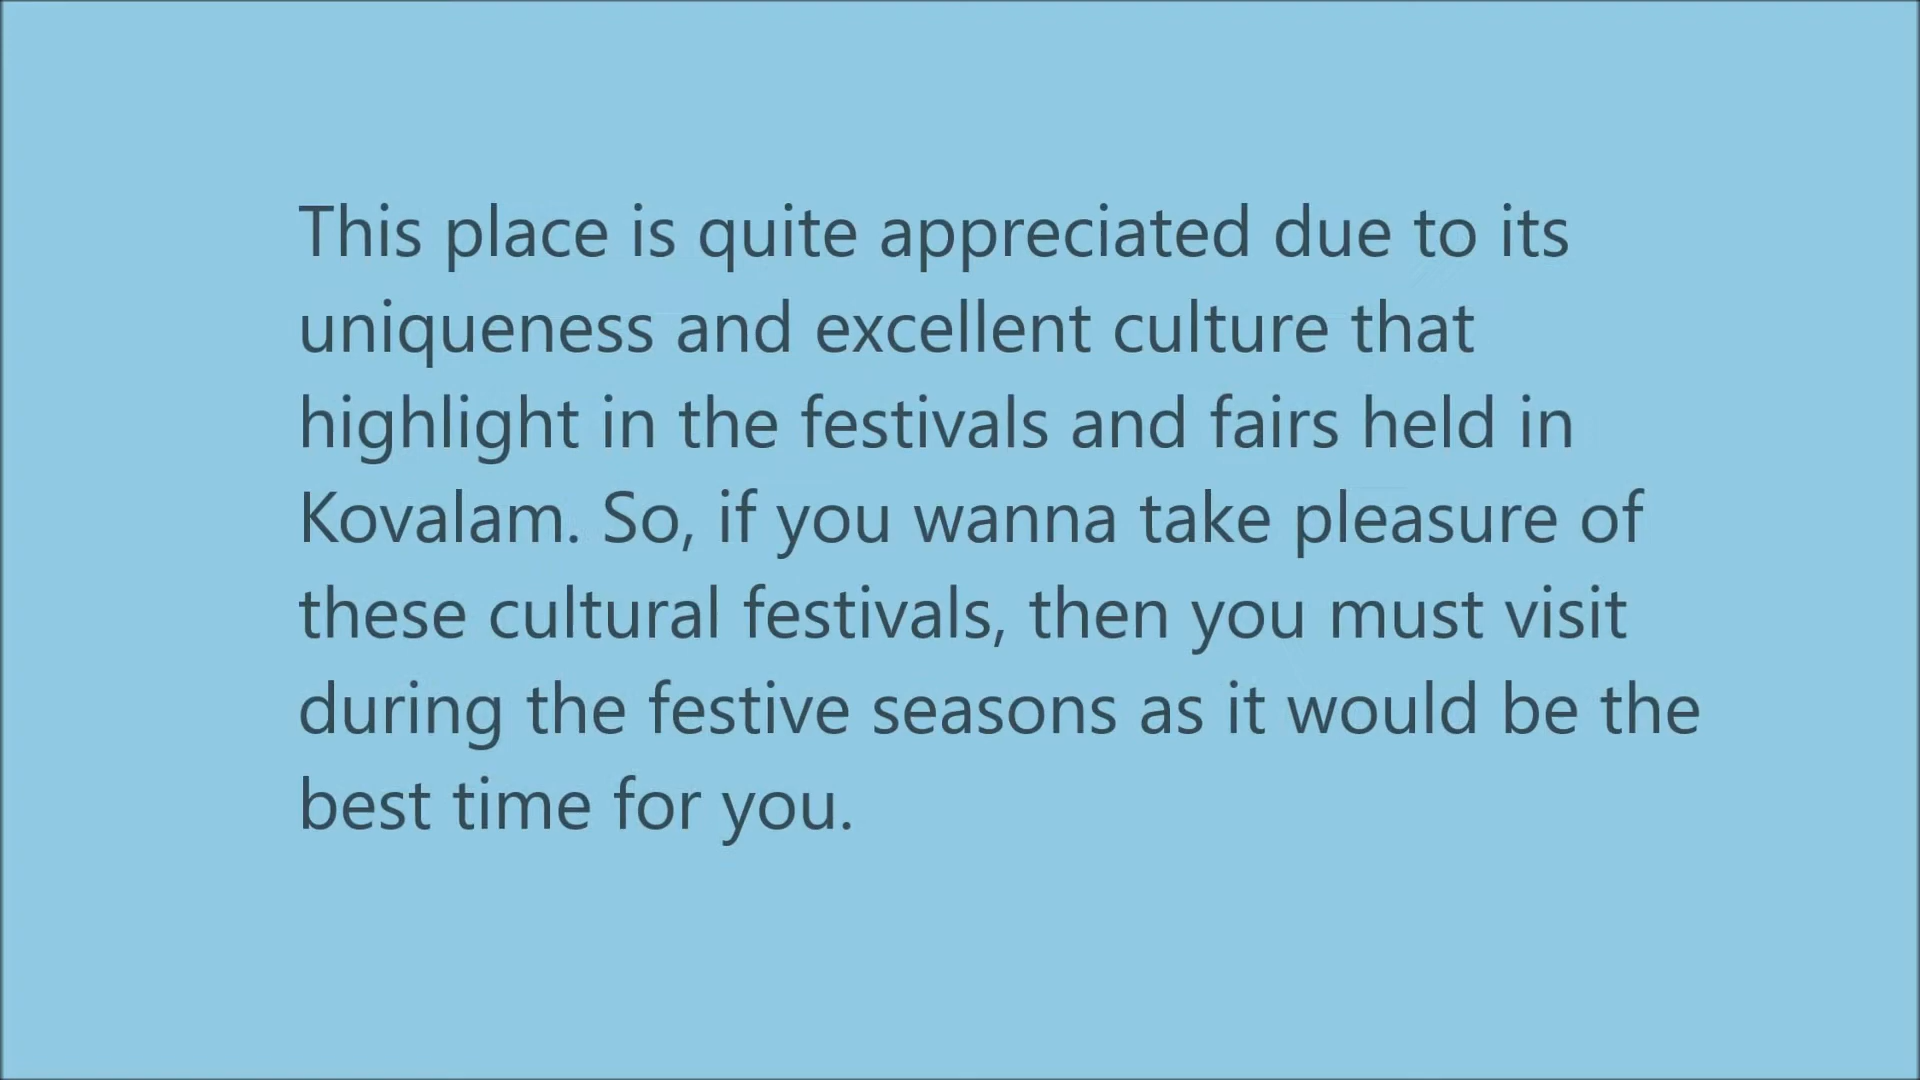 This place is quite appreciated due to its
uniqueness and excellent culture that
highlight in the festivals and fairs held in
Kovalam. So, if you wanna take pleasure of
these cultural festivals, then you must visit
during the festive seasons as it would be the
best time for you.